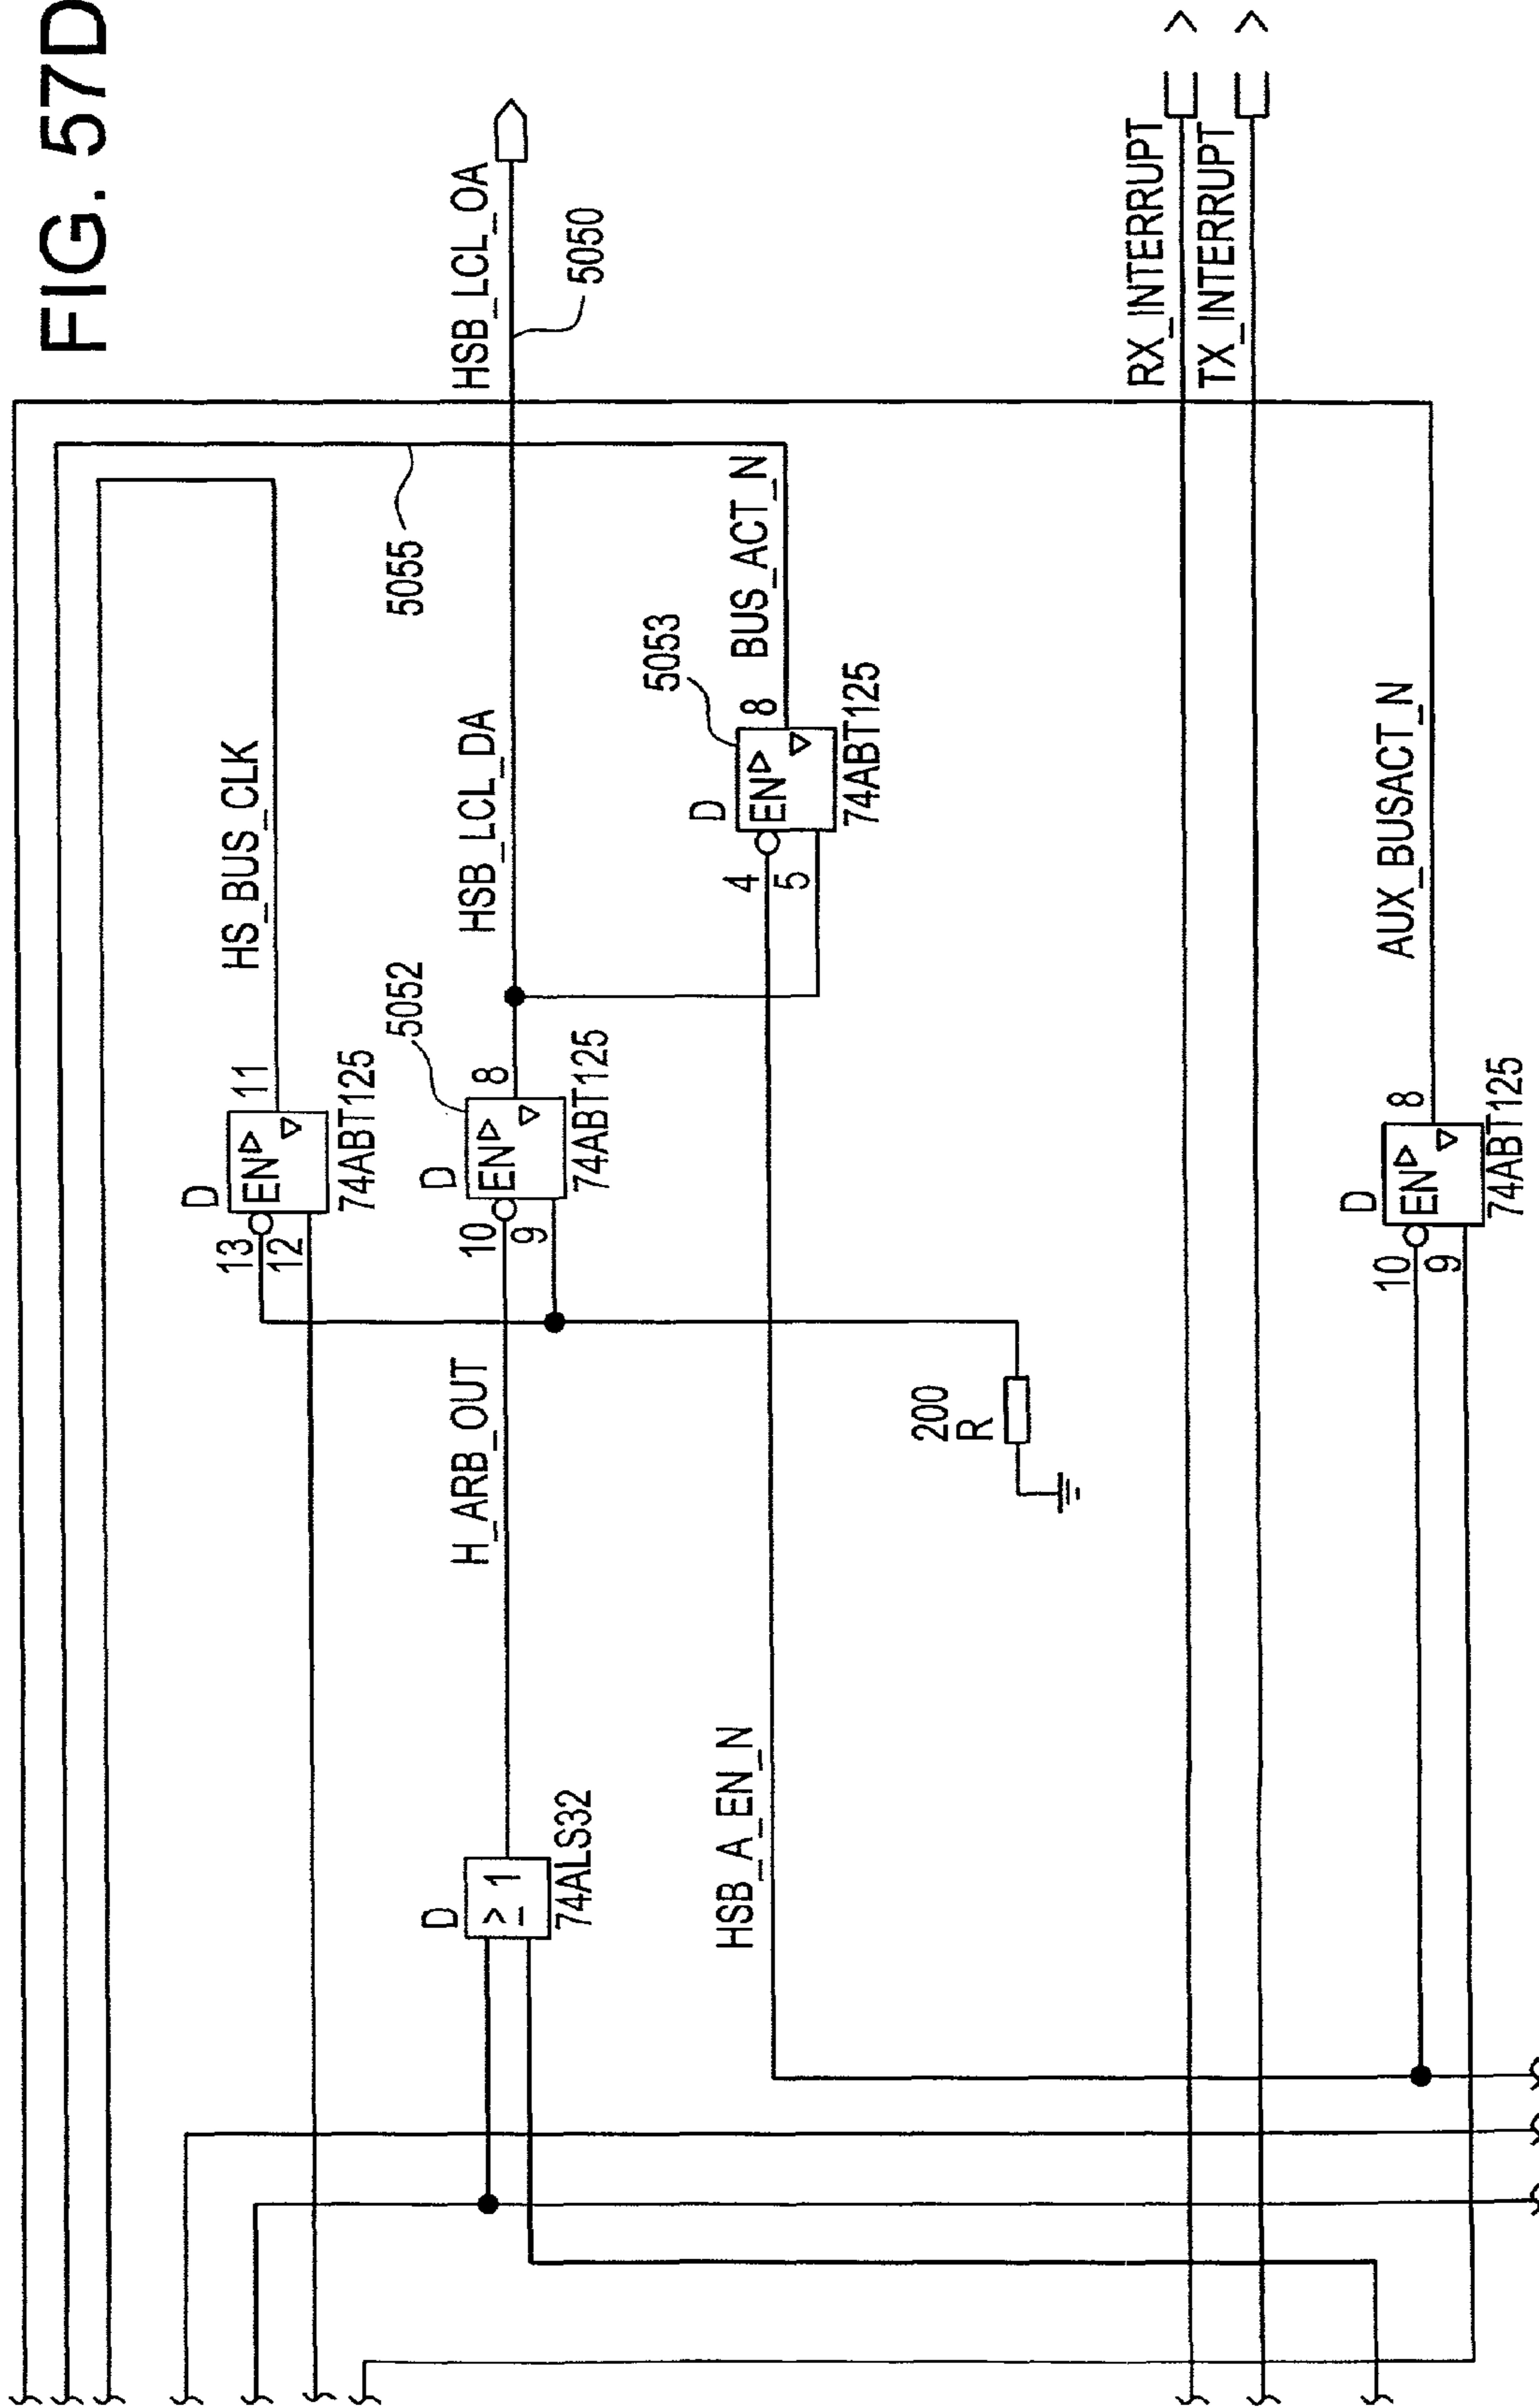 FIG. 57D
HS_BUS_CLK
D
EN
13
12
11
74ABT125
5055
HSB_LCL_OA
5050
HSB_LCL_DA
5052
D
EN
10
9
8
74ABT125
H_ARB_OUT
D
≥1
74ALS32
5053
BUS_ACT_N
D
EN
4
5
8
74ABT125
HSB_A_EN_N
200
R
RX_INTERRUPT
TX_INTERRUPT
AUX_BUSACT_N
D
EN
10
9
8
74ABT125